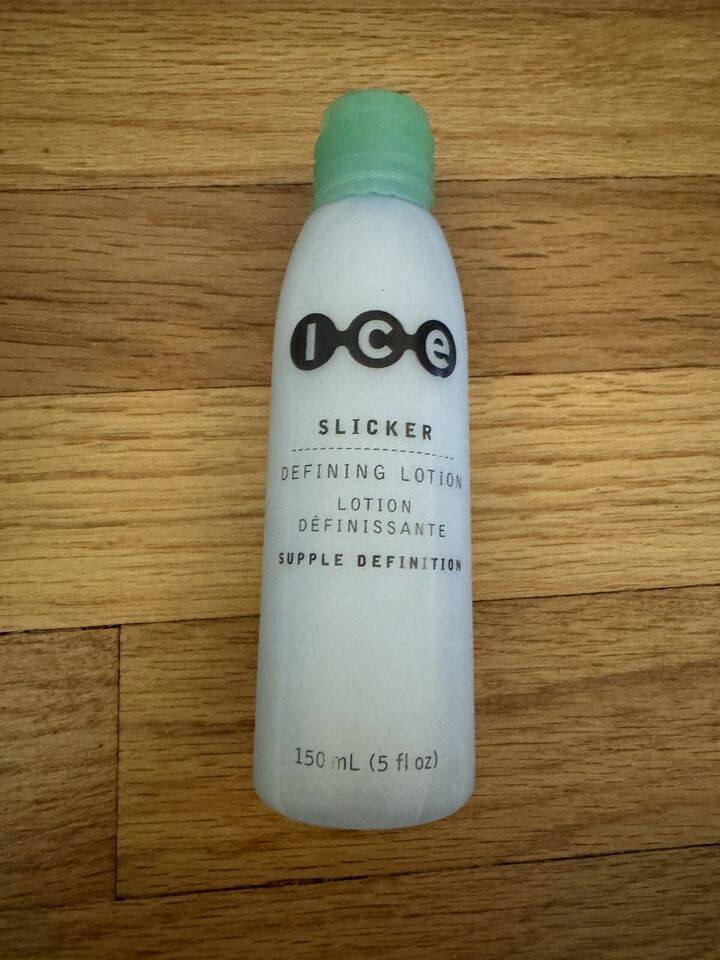 ICe
SLICKER
DEFINING LOTION
LOTION
DÉFINISSANTE
SUPPLE DEFINITION
150 mL (5 fl oz)